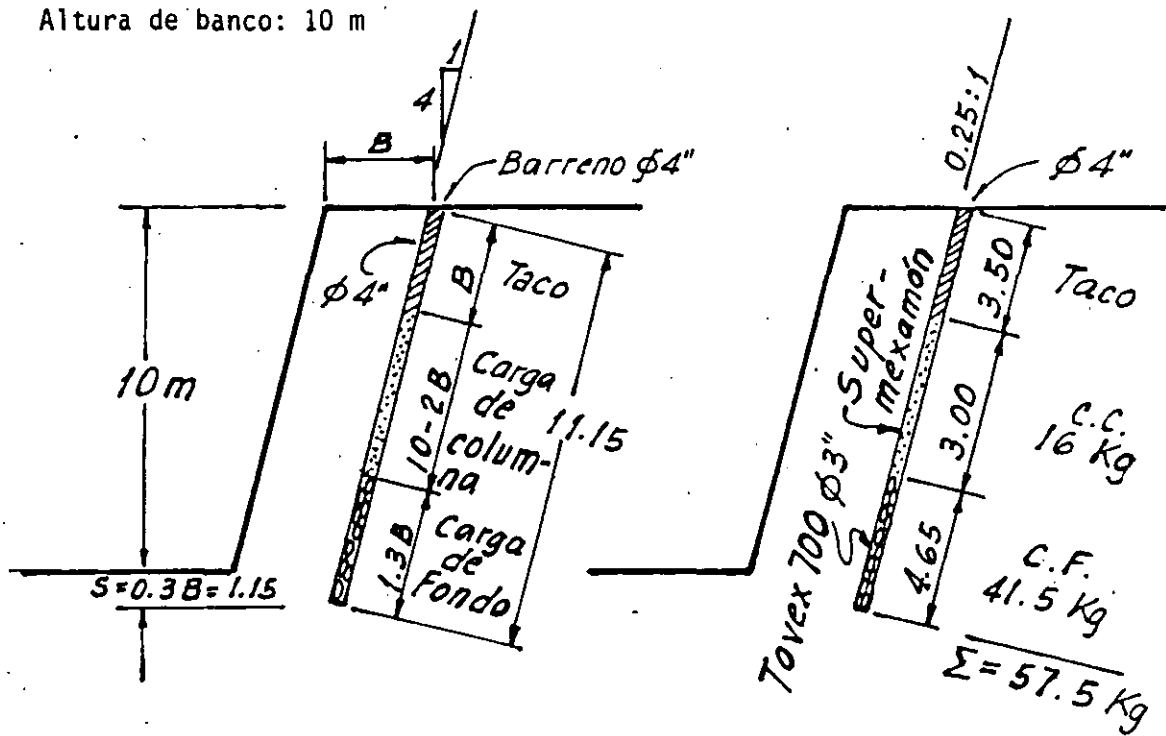 Altura de banco: 10 m
1
4
B
Barreno ϕ4"
ϕ4"
B
Taco
10 m
10-2B
Carga
de
colum-
na
11.15
1.3B
Carga
de
Fondo
S=0.3B=1.15
0.25:1
ϕ4"
3.50
Taco
Super-
mexamón
3.00
C.C.
16 Kg
Tovex 700 ϕ3"
4.65
C.F.
41.5 Kg
Σ=57.5 Kg